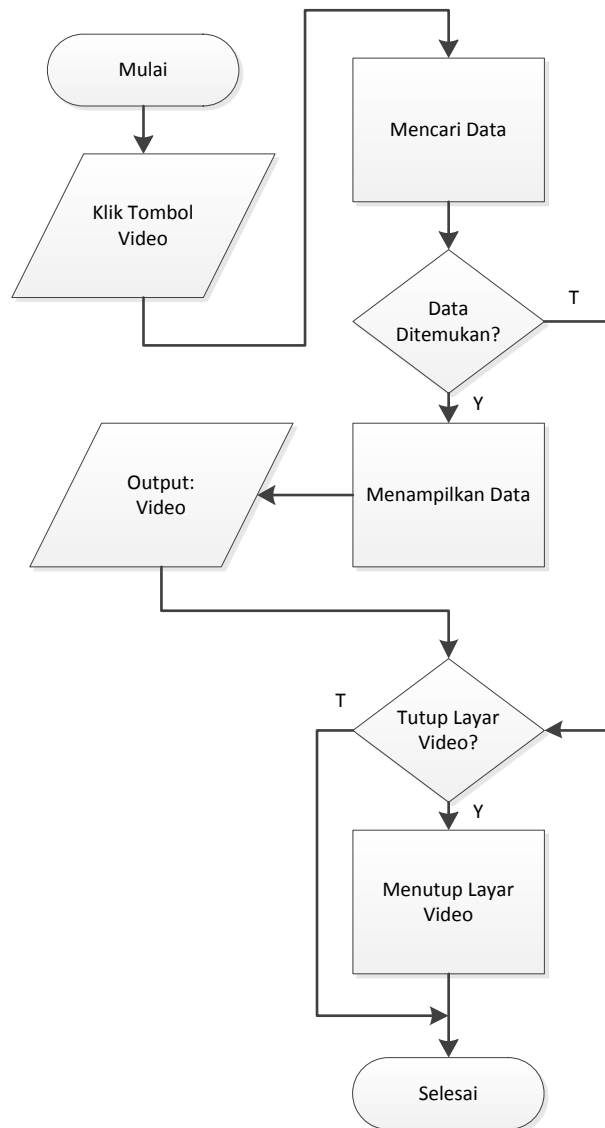 Mulai
Klik Tombol
Video
Mencari Data
Data
Ditemukan?
T
Y
Menampilkan Data
Output:
Video
T
Tutup Layar
Video?
Y
Menutup Layar
Video
Selesai